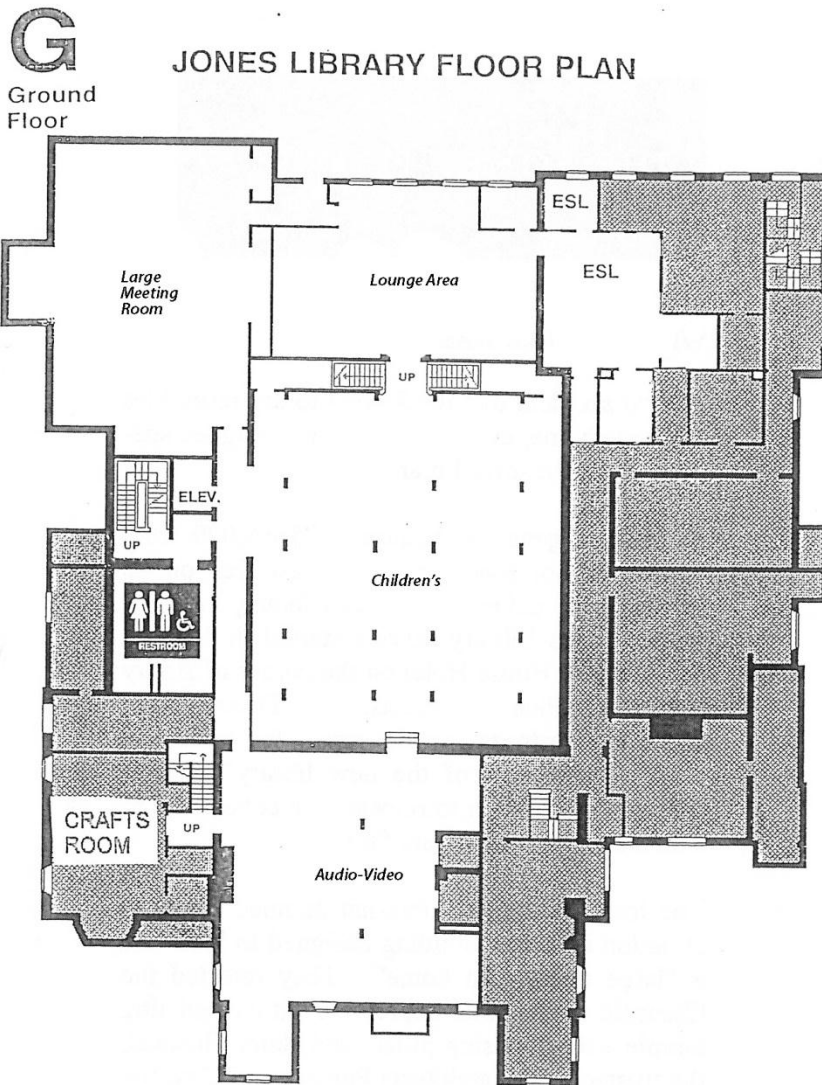 G
Ground
Floor
JONES LIBRARY FLOOR PLAN
ESL
ESL
Large
Meeting
Room
Lounge Area
UP
ELEV.
UP
Children's
RESTROOM
CRAFTS
ROOM
UP
Audio-Video